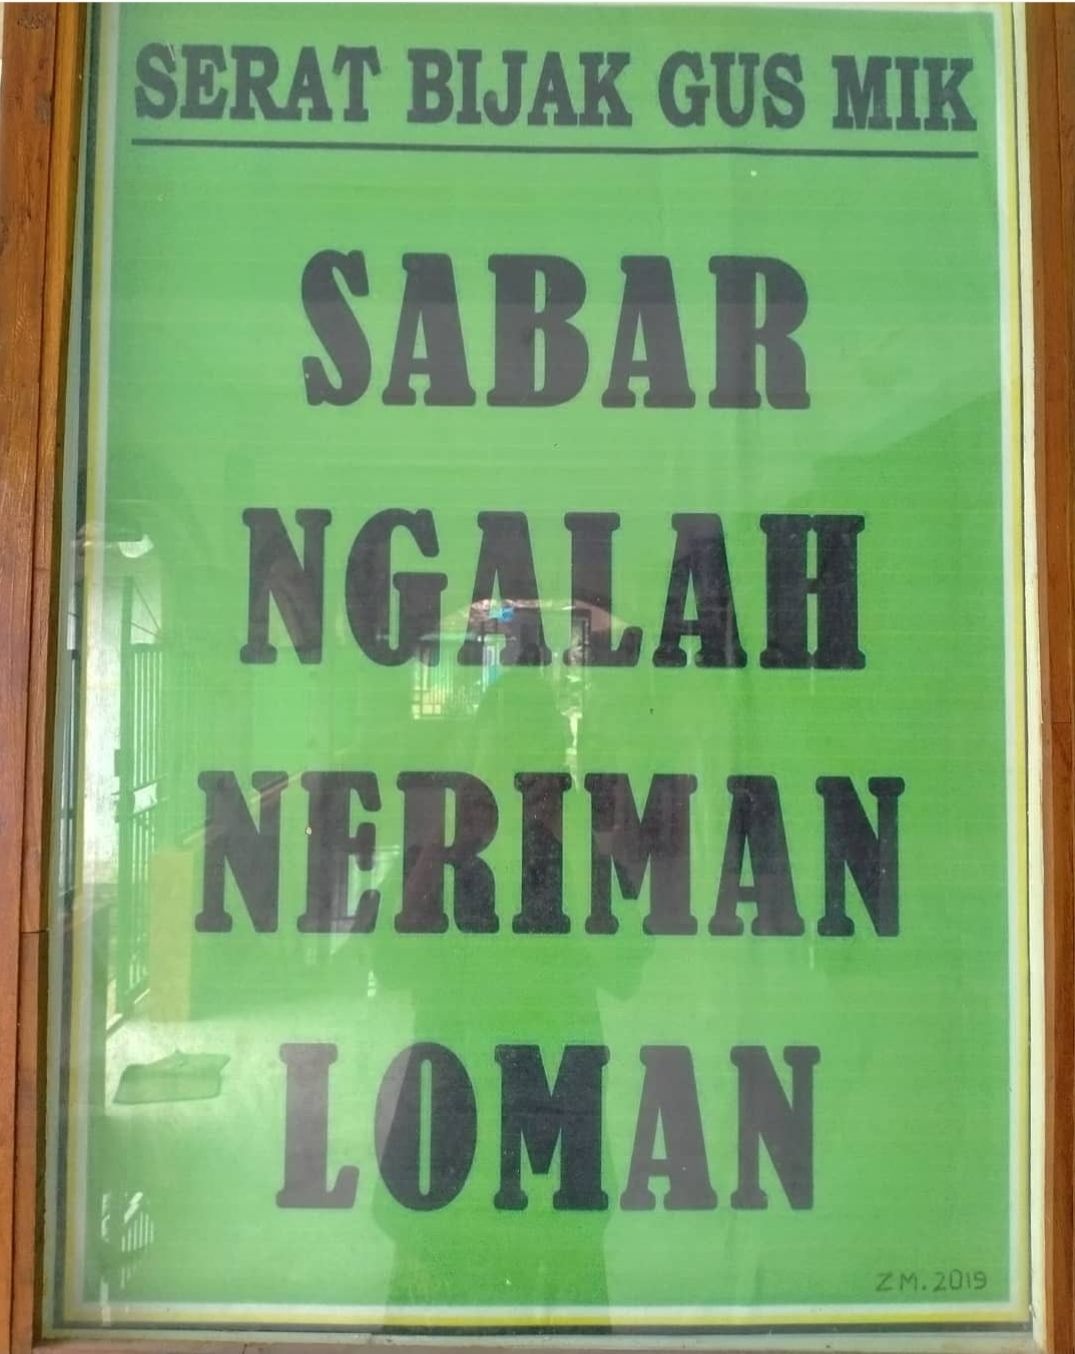 SERAT BIJAK GUS MIK
SABAR
NGALAH
NERIMAN
LOMAN
ZM.2019